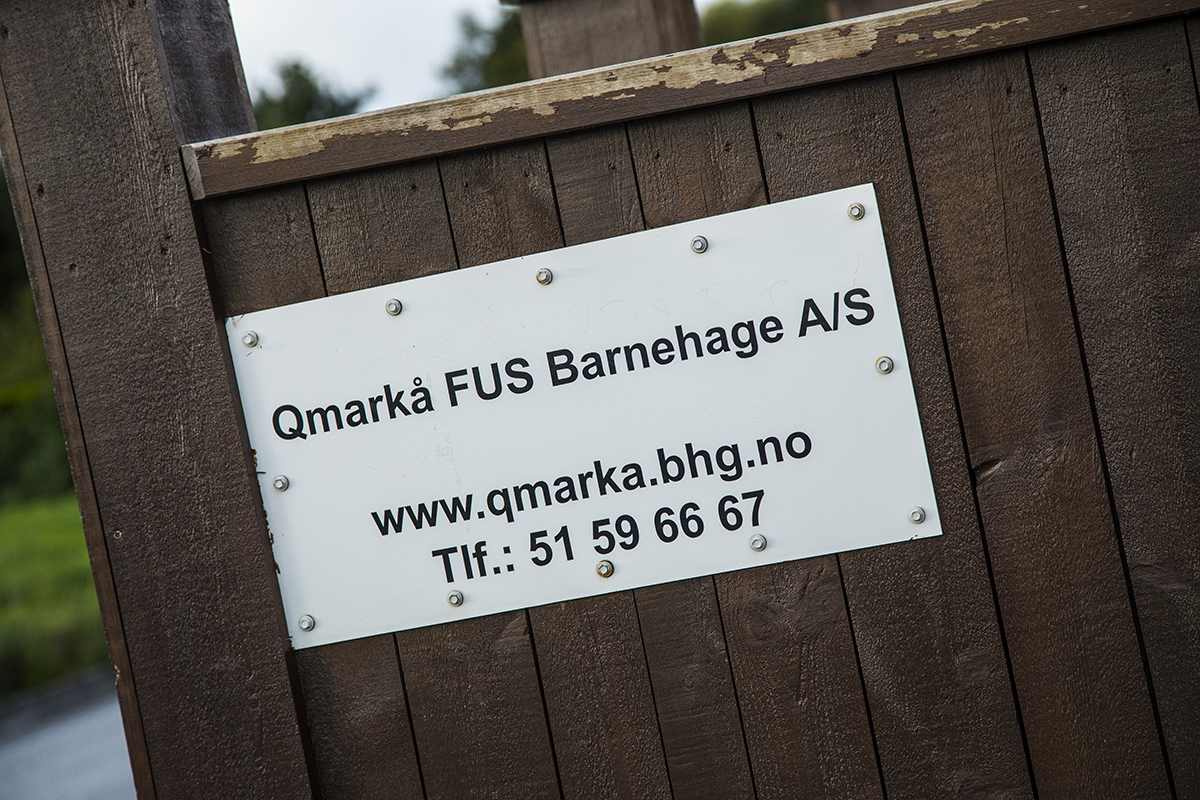 Qmarkå FUS Barnehage A/S
www.qmarka.bhg.no
Tlf.: 51 59 66 67